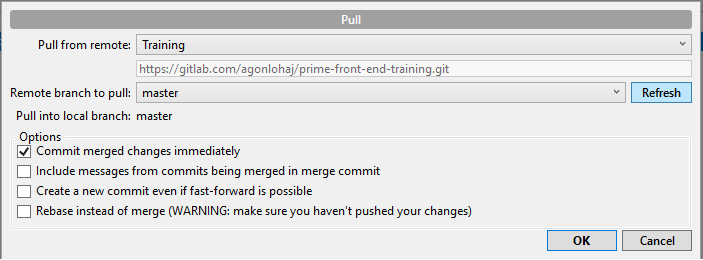 Pull
Pull from remote: Training
https://gitlab.com/agonlohaj/prime-front-end-training.git
Remote branch to pull: master Refresh
Pull into local branch: master
Options
Commit merged changes immediately
Include messages from commits being merged in merge commit
Create a new commit even if fast-forward is possible
Rebase instead of merge (WARNING: make sure you haven't pushed your changes)
OK Cancel